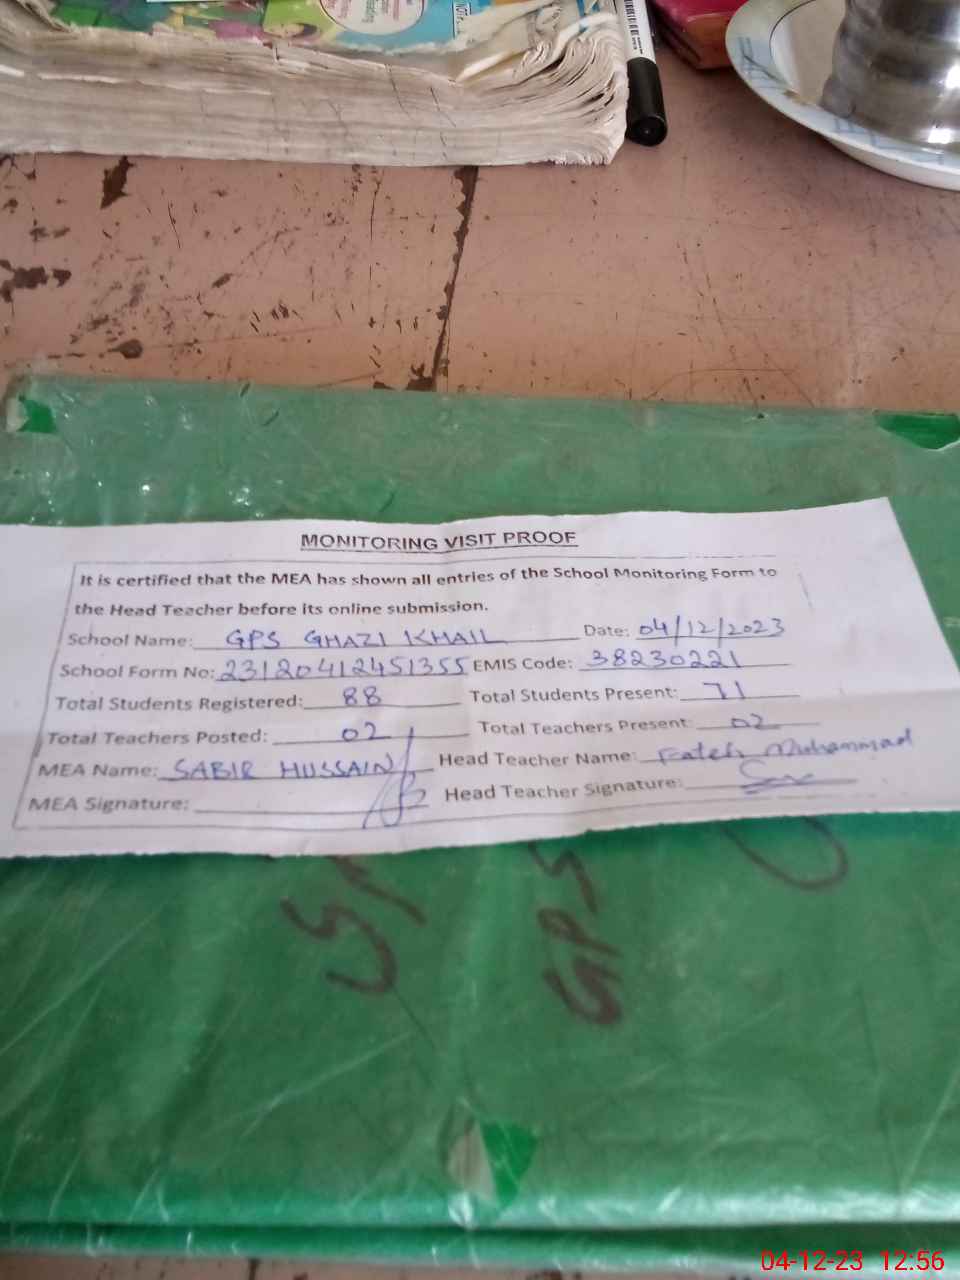 MONITORING VISIT PROOF
It is certified that the MEA has shown all entries of the School Monitoring Form to
the Head Teacher before its online submission.
School Name: GPS GHAZI KHAIL Date: 04/12/2023
School Form No: 23120412451355 EMIS Code: 38230221
Total Students Registered: 88 Total Students Present: 71
Total Teachers Posted: 02 Total Teachers Present: 02
MEA Name: SABIR HUSSAIN Head Teacher Name: Fateh Muhammad
MEA Signature: Head Teacher Signature:
GPS
04-12-23 12:56